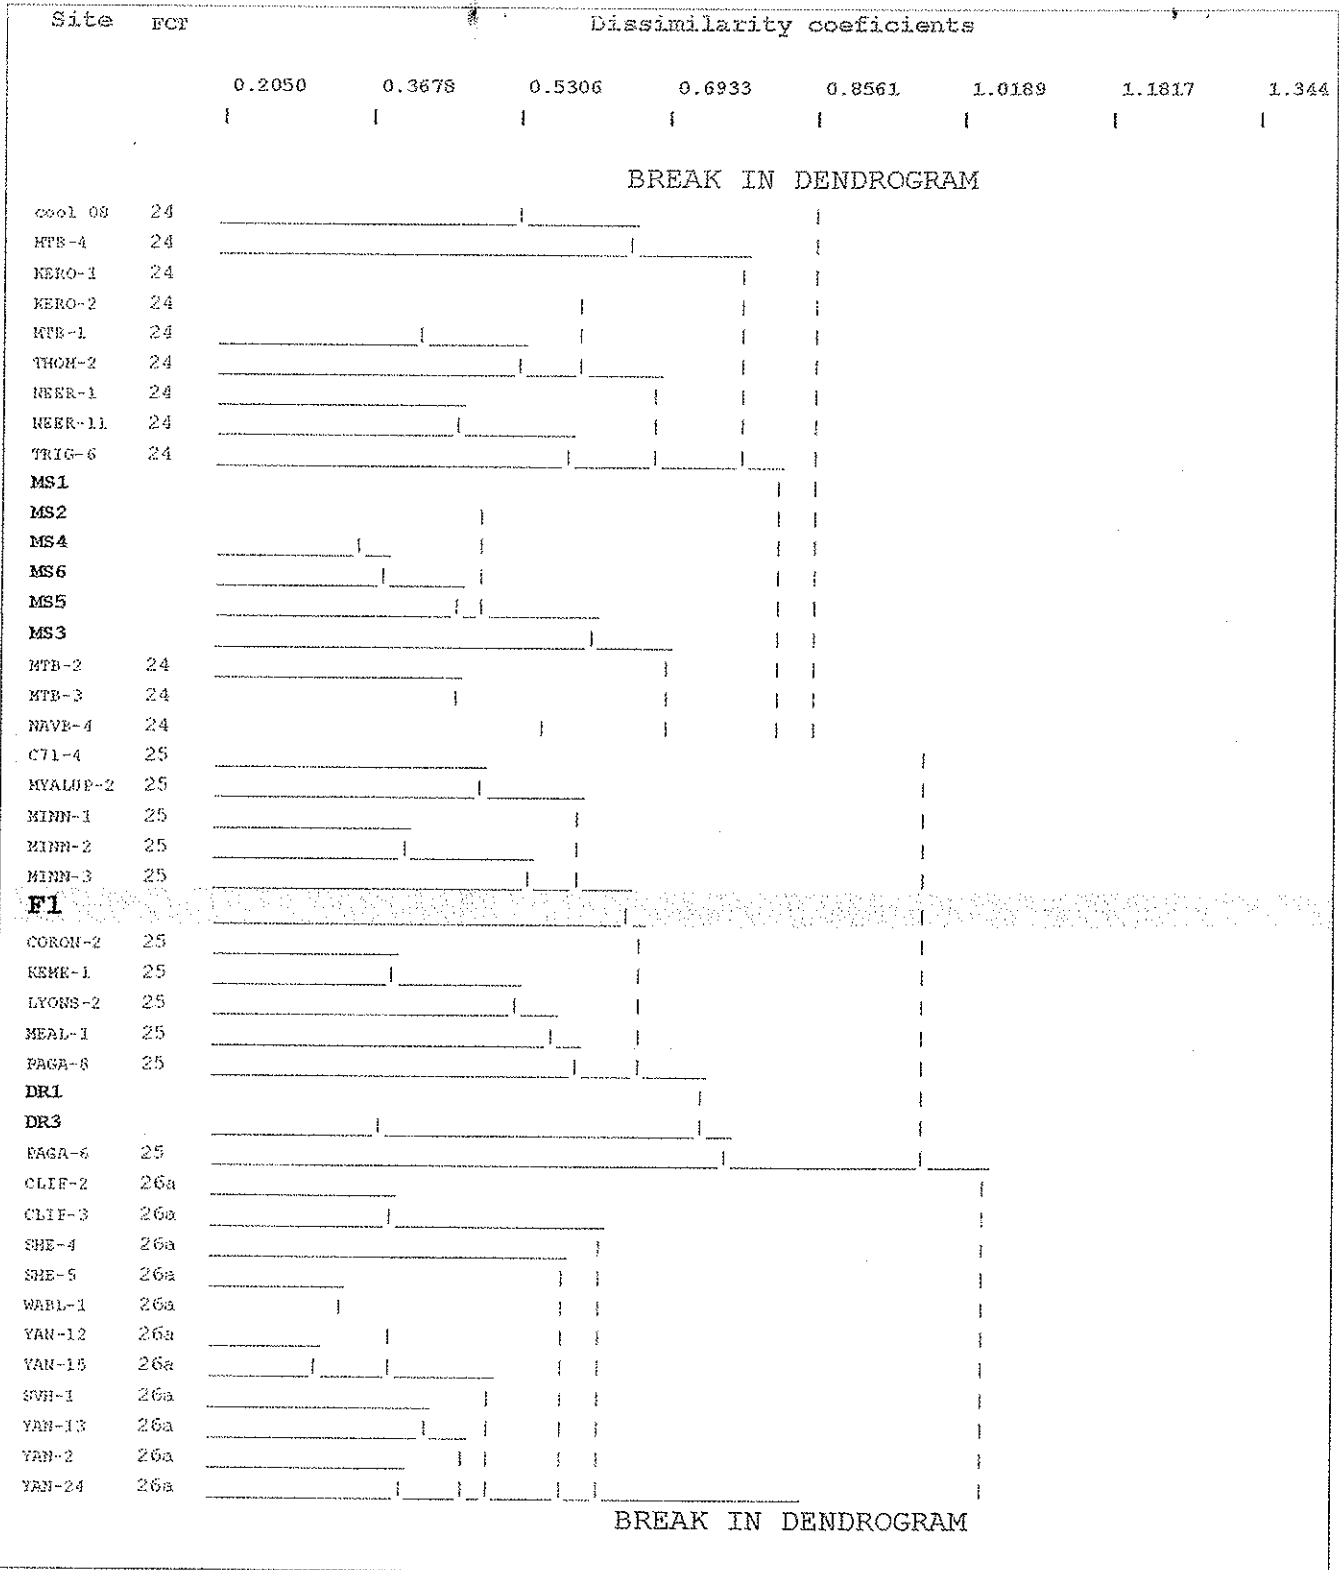 Site FCT Dissimilarity coeficients
0.2050 0.3678 0.5306 0.6933 0.8561 1.0189 1.1817 1.344
BREAK IN DENDROGRAM
cool 08 24
MTB-4 24
KERO-1 24
KERO-2 24
MTB-1 24
THOM-2 24
NEER-1 24
NEER-11 24
TRIG-6 24
MS1
MS2
MS4
MS6
MS5
MS3
MTB-2 24
MTB-3 24
NAVB-4 24
C71-4 25
MYALUP-2 25
MINN-1 25
MINN-2 25
MINN-3 25
F1
CORON-2 25
KEME-1 25
LYONS-2 25
MEAL-1 25
PAGA-8 25
DR1
DR3
PAGA-6 25
CLIF-2 26a
CLIF-3 26a
SHE-4 26a
SHE-5 26a
WABL-1 26a
YAN-12 26a
YAN-15 26a
SVH-1 26a
YAN-13 26a
YAN-2 26a
YAN-24 26a
BREAK IN DENDROGRAM